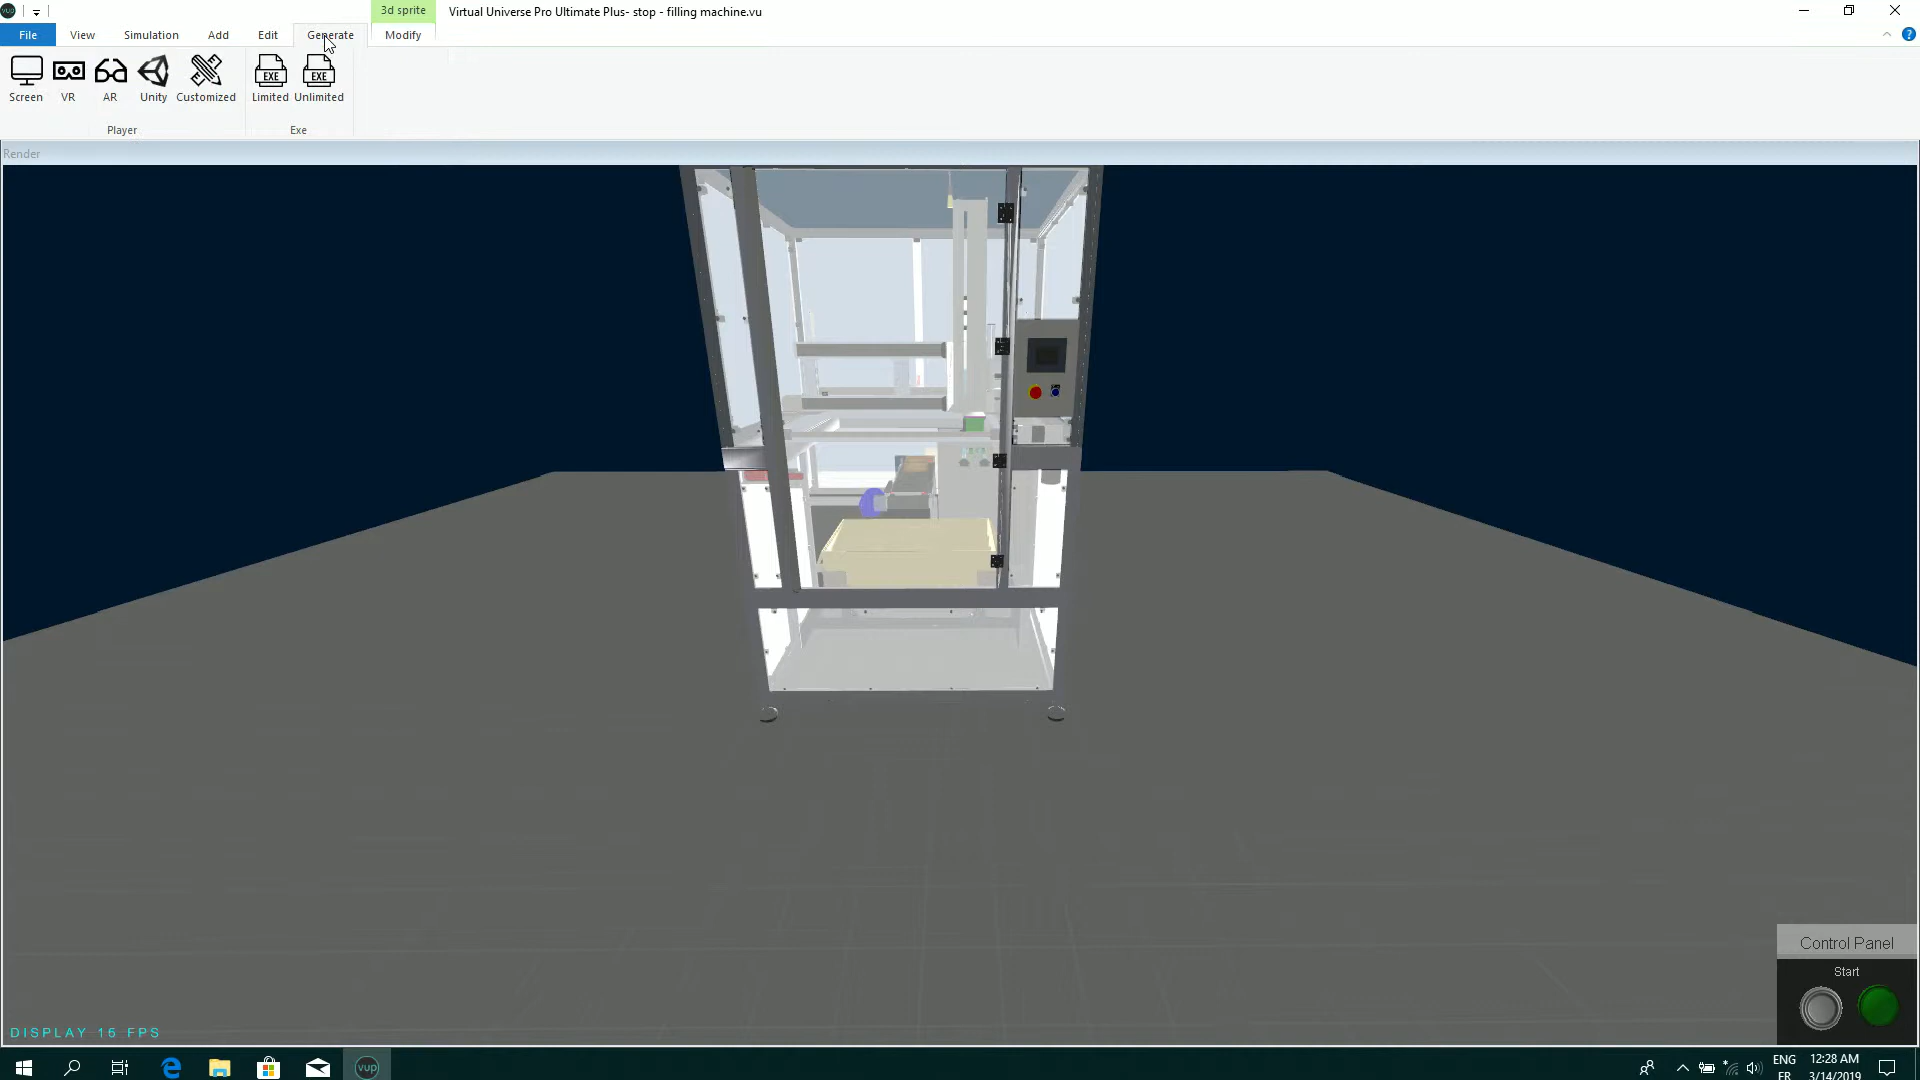 3d sprite
Virtual Universe Pro Ultimate Plus- stop - filling machine.vu
File View Simulation Add Edit Generate Modify
EXE EXE
Screen VR AR Unity Customized Limited Unlimited
Player Exe
Render
Control Panel
Start
DISPLAY 15 FPS
vup
ENG
FR
12:28 AM
3/14/2019